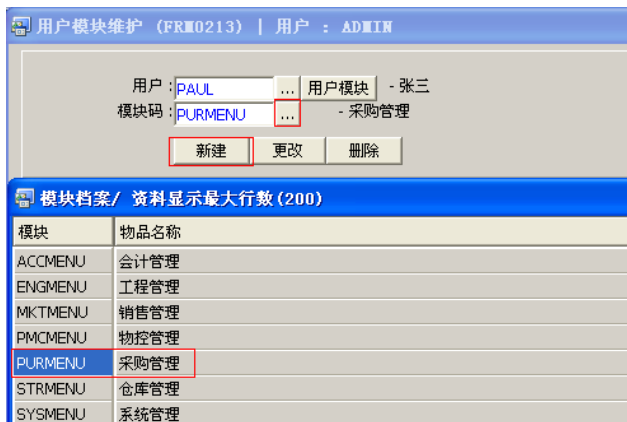 用户模块维护 (FRM0213) | 用户 : ADMIN
用户 : PAUL ... 用户模块 - 张三
模块码 : PURMENU ... - 采购管理
新建 更改 删除
模块档案/ 资料显示最大行数(200)
模块 物品名称
ACCMENU 会计管理
ENGMENU 工程管理
MKTMENU 销售管理
PMCMENU 物控管理
PURMENU 采购管理
STRMENU 仓库管理
SYSMENU 系统管理